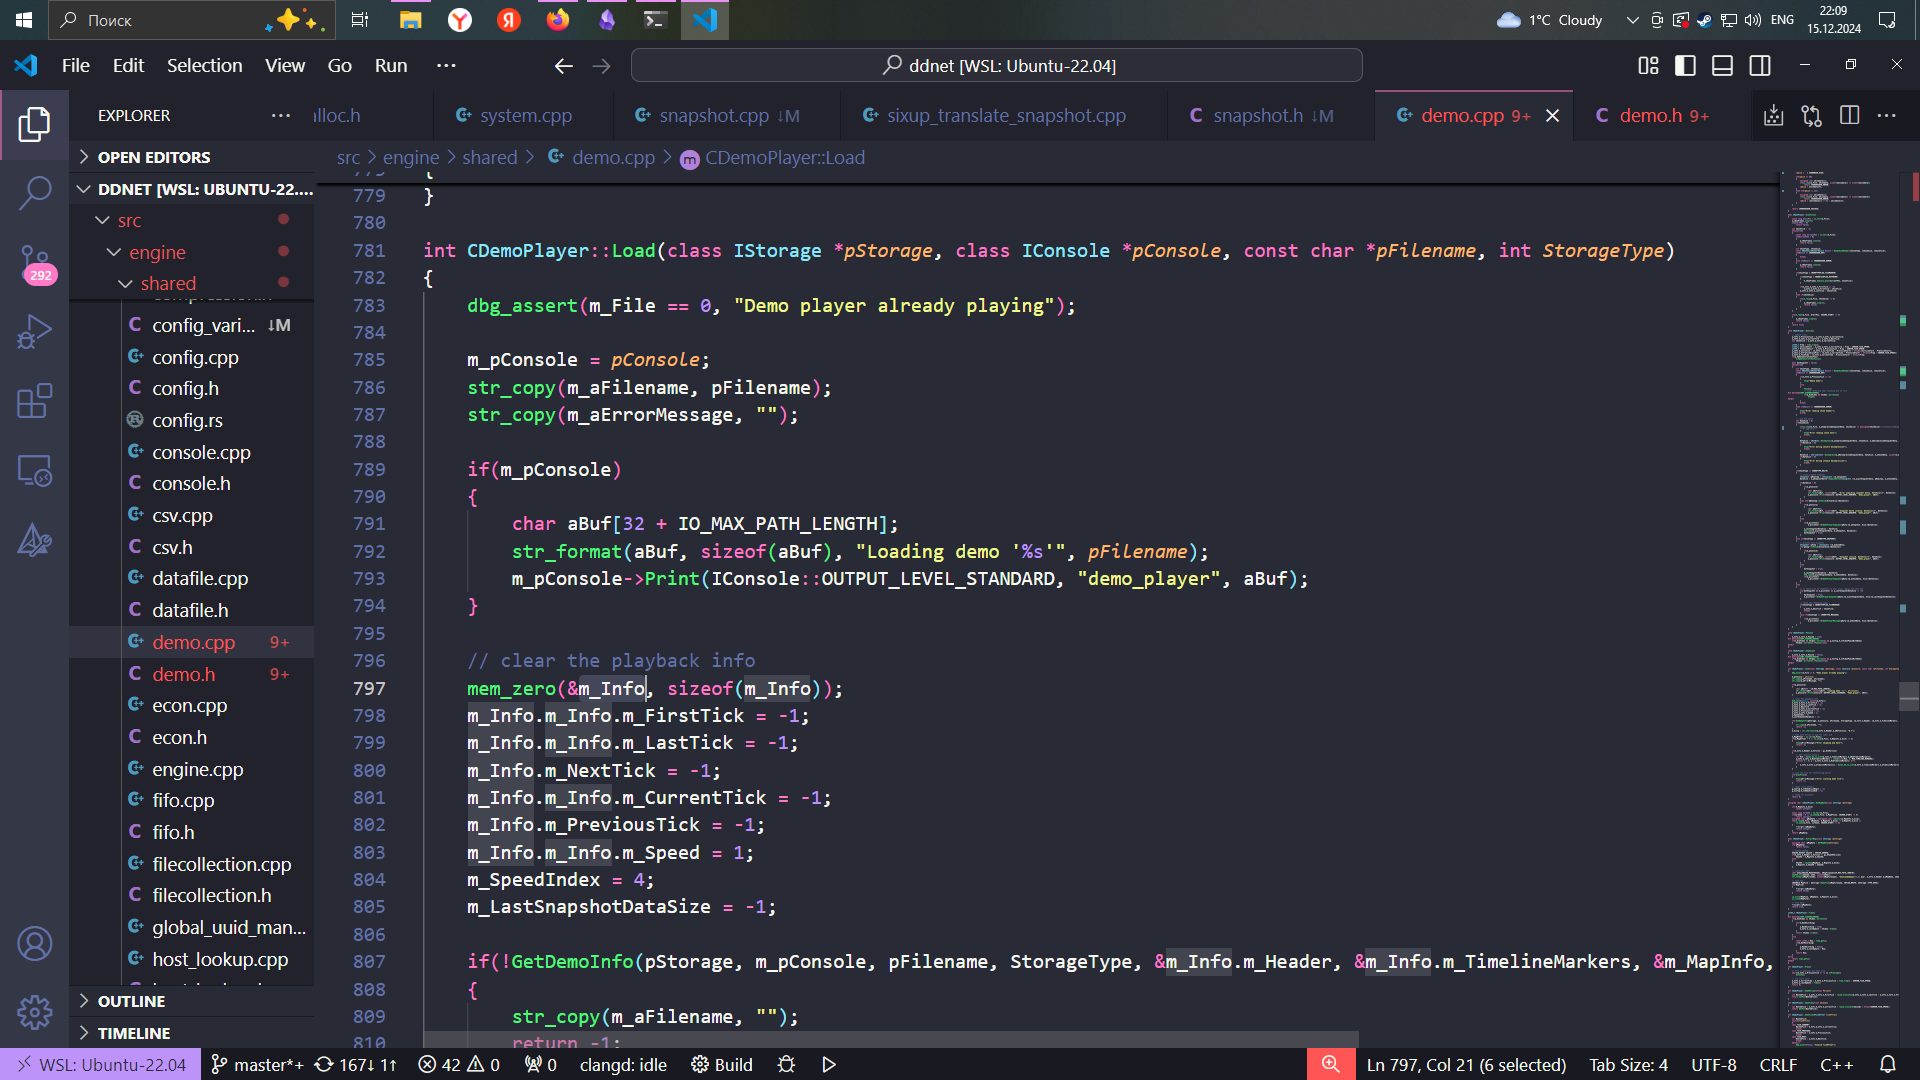 Поиск
1°C Cloudy
ENG
22:09
15.12.2024
File Edit Selection View Go Run ···
ddnet [WSL: Ubuntu-22.04]
EXPLORER
lloc.h
system.cpp
snapshot.cpp ↓M
sixup_translate_snapshot.cpp
snapshot.h ↓M
demo.cpp 9+
demo.h 9+
OPEN EDITORS
DDNET [WSL: UBUNTU-22....
src
engine
shared
config_vari... ↓M
config.cpp
config.h
config.rs
console.cpp
console.h
csv.cpp
csv.h
datafile.cpp
datafile.h
demo.cpp 9+
demo.h 9+
econ.cpp
econ.h
engine.cpp
fifo.cpp
fifo.h
filecollection.cpp
filecollection.h
global_uuid_man...
host_lookup.cpp
OUTLINE
TIMELINE
292
src > engine > shared > demo.cpp > CDemoPlayer::Load
779 }
780
781 int CDemoPlayer::Load(class IStorage *pStorage, class IConsole *pConsole, const char *pFilename, int StorageType)
782 {
783 dbg_assert(m_File == 0, "Demo player already playing");
784
785 m_pConsole = pConsole;
786 str_copy(m_aFilename, pFilename);
787 str_copy(m_aErrorMessage, "");
788
789 if(m_pConsole)
790 {
791 char aBuf[32 + IO_MAX_PATH_LENGTH];
792 str_format(aBuf, sizeof(aBuf), "Loading demo '%s'", pFilename);
793 m_pConsole->Print(IConsole::OUTPUT_LEVEL_STANDARD, "demo_player", aBuf);
794 }
795
796 // clear the playback info
797 mem_zero(&m_Info, sizeof(m_Info));
798 m_Info.m_Info.m_FirstTick = -1;
799 m_Info.m_Info.m_LastTick = -1;
800 m_Info.m_NextTick = -1;
801 m_Info.m_Info.m_CurrentTick = -1;
802 m_Info.m_PreviousTick = -1;
803 m_Info.m_Info.m_Speed = 1;
804 m_SpeedIndex = 4;
805 m_LastSnapshotDataSize = -1;
806
807 if(!GetDemoInfo(pStorage, m_pConsole, pFilename, StorageType, &m_Info.m_Header, &m_Info.m_TimelineMarkers, &m_MapInfo,
808 {
809 str_copy(m_aFilename, "");
810 return -1;
WSL: Ubuntu-22.04
master*+
167↓ 1↑
42
0
0
clangd: idle
Build
Ln 797, Col 21 (6 selected)
Tab Size: 4
UTF-8
CRLF
C++